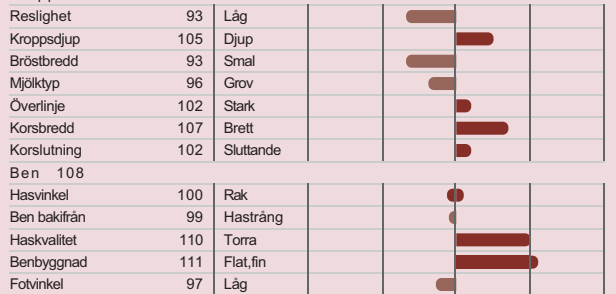 Reslighet 93 Låg
Kroppsdjup 105 Djup
Bröstbredd 93 Smal
Mjölktyp 96 Grov
Överlinje 102 Stark
Korsbredd 107 Brett
Korslutning 102 Sluttande
Ben 108
Hasvinkel 100 Rak
Ben bakifrån 99 Hastrång
Haskvalitet 110 Torra
Benbyggnad 111 Flat,fin
Fotvinkel 97 Låg